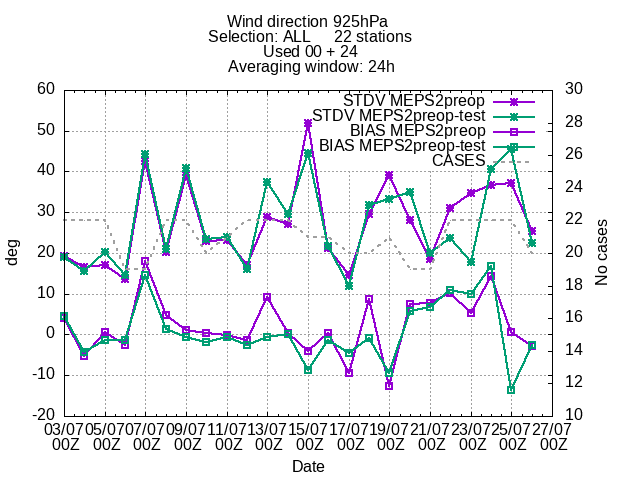 Wind direction 925hPa
Selection: ALL 22 stations
Used 00 + 24
Averaging window: 24h
STDV MEPS2preop
STDV MEPS2preop-test
BIAS MEPS2preop
BIAS MEPS2preop-test
CASES
deg
60
50
40
30
20
10
0
-10
-20
No cases
30
28
26
24
22
20
18
16
14
12
10
03/07 05/07 07/07 09/07 11/07 13/07 15/07 17/07 19/07 21/07 23/07 25/07 27/07
00Z 00Z 00Z 00Z 00Z 00Z 00Z 00Z 00Z 00Z 00Z 00Z 00Z
Date